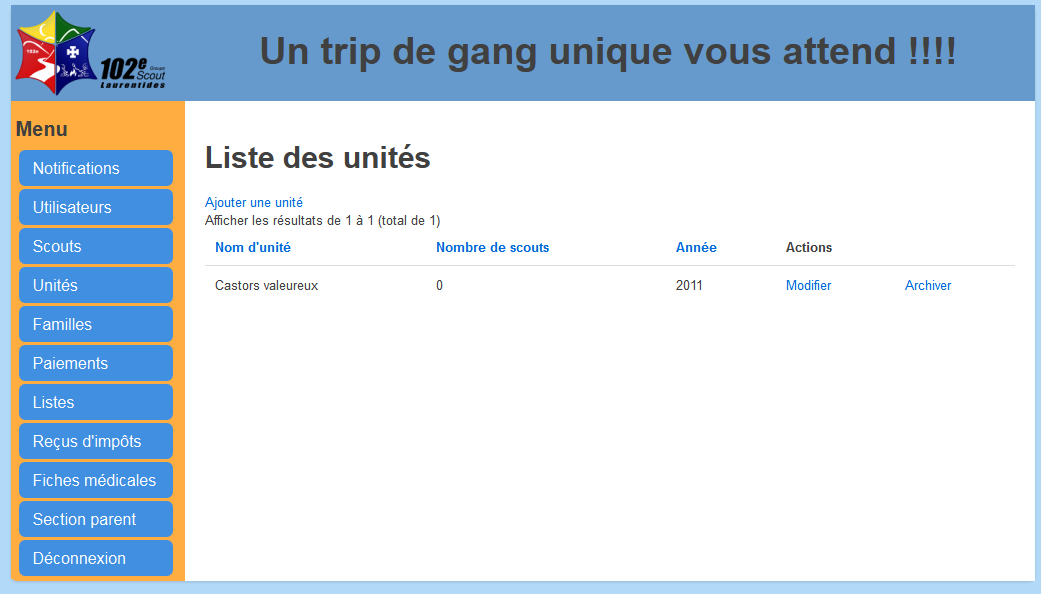 102e Groupe
Scout
Laurentides
Un trip de gang unique vous attend !!!!
Menu
Notifications
Utilisateurs
Scouts
Unités
Familles
Paiements
Listes
Reçus d'impôts
Fiches médicales
Section parent
Déconnexion
Liste des unités
Ajouter une unité
Afficher les résultats de 1 à 1 (total de 1)
Nom d'unité Nombre de scouts Année Actions
Castors valeureux 0 2011 Modifier Archiver